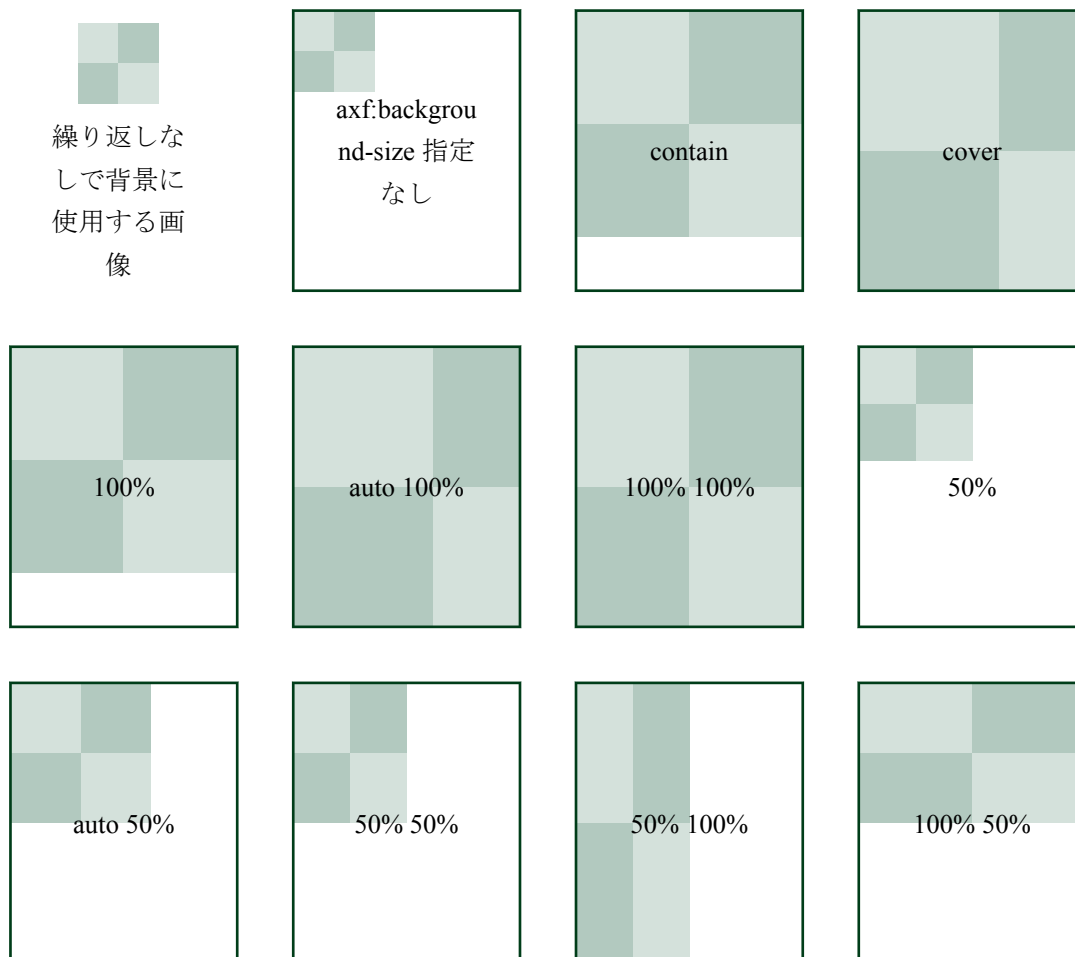 繰り返しな
しで背景に
使用する画
像
axf:backgrou
nd-size 指定
なし
contain
cover
100%
auto 100%
100% 100%
50%
auto 50%
50% 50%
50% 100%
100% 50%